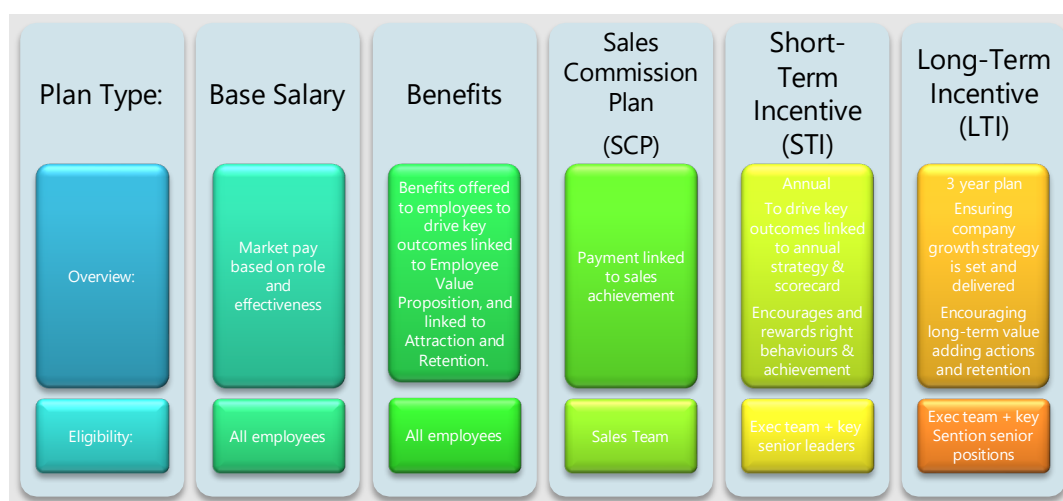 Plan Type:
Overview:
Eligibility:
Base Salary
Market pay
based on role
and
effectiveness
All employees
Benefits
Benefits offered
to employees to
drive key
outcomes linked
to Employee
Value
Proposition, and
linked to
Attraction and
Retention.
All employees
Sales
Commission
Plan
(SCP)
Payment linked
to sales
achievement
Sales Team
Short-
Term
Incentive
(STI)
Annual
To drive key
outcomes linked
to annual
strategy &
scorecard
Encourages and
rewards right
behaviours &
achievement
Exec team + key
senior leaders
Long-Term
Incentive
(LTI)
3 year plan
Ensuring
company
growth strategy
is set and
delivered
Encouraging
long-term value
adding actions
and retention
Exec team + key
Sention senior
positions